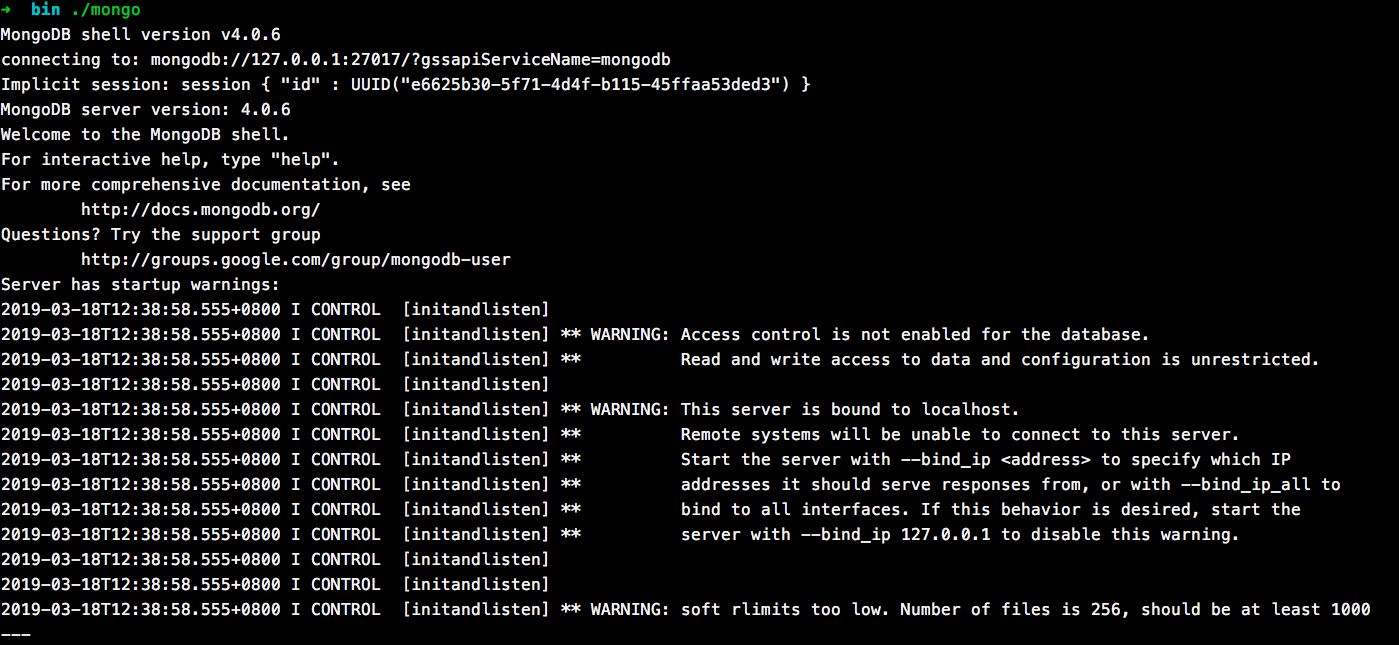 → bin ./mongo
MongoDB shell version v4.0.6
connecting to: mongodb://127.0.0.1:27017/?gssapiServiceName=mongodb
Implicit session: session { "id" : UUID("e6625b30-5f71-4d4f-b115-45ffaa53ded3") }
MongoDB server version: 4.0.6
Welcome to the MongoDB shell.
For interactive help, type "help".
For more comprehensive documentation, see
        http://docs.mongodb.org/
Questions? Try the support group
        http://groups.google.com/group/mongodb-user
Server has startup warnings:
2019-03-18T12:38:58.555+0800 I CONTROL  [initandlisten]
2019-03-18T12:38:58.555+0800 I CONTROL  [initandlisten] ** WARNING: Access control is not enabled for the database.
2019-03-18T12:38:58.555+0800 I CONTROL  [initandlisten] **          Read and write access to data and configuration is unrestricted.
2019-03-18T12:38:58.555+0800 I CONTROL  [initandlisten]
2019-03-18T12:38:58.555+0800 I CONTROL  [initandlisten] ** WARNING: This server is bound to localhost.
2019-03-18T12:38:58.555+0800 I CONTROL  [initandlisten] **          Remote systems will be unable to connect to this server.
2019-03-18T12:38:58.555+0800 I CONTROL  [initandlisten] **          Start the server with --bind_ip <address> to specify which IP
2019-03-18T12:38:58.555+0800 I CONTROL  [initandlisten] **          addresses it should serve responses from, or with --bind_ip_all to
2019-03-18T12:38:58.555+0800 I CONTROL  [initandlisten] **          bind to all interfaces. If this behavior is desired, start the
2019-03-18T12:38:58.555+0800 I CONTROL  [initandlisten] **          server with --bind_ip 127.0.0.1 to disable this warning.
2019-03-18T12:38:58.555+0800 I CONTROL  [initandlisten]
2019-03-18T12:38:58.555+0800 I CONTROL  [initandlisten]
2019-03-18T12:38:58.555+0800 I CONTROL  [initandlisten] ** WARNING: soft rlimits too low. Number of files is 256, should be at least 1000
---